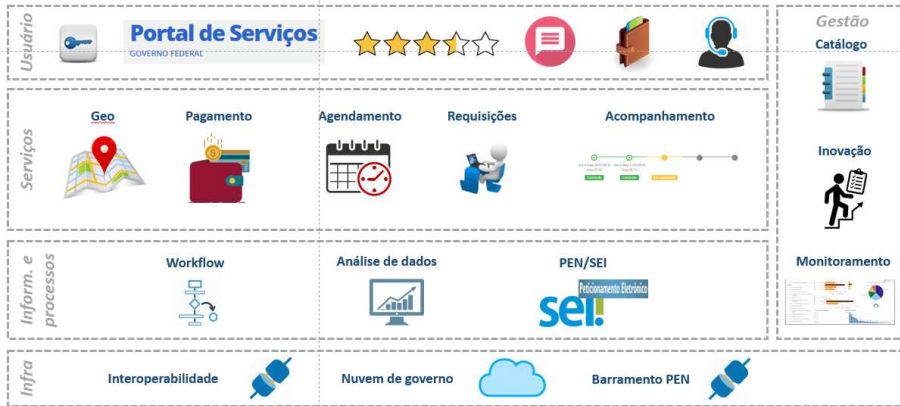 Usuário
Portal de Serviços
GOVERNO FEDERAL
Gestão
Catálogo
Inovação
Monitoramento
Serviços
Geo
Pagamento
Agendamento
Requisições
Acompanhamento
Inform. e
processos
Workflow
Análise de dados
PEN/SEI
Peticionamento Eletrônico
sei!
Infra
Interoperabilidade
Nuvem de governo
Barramento PEN